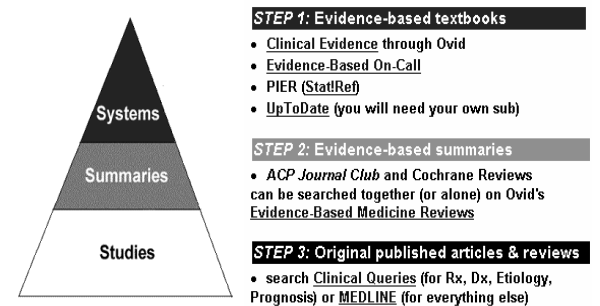 Systems
Summaries
Studies
STEP 1: Evidence-based textbooks
• Clinical Evidence through Ovid
• Evidence-Based On-Call
• PIER (Stat!Ref)
• UpToDate (you will need your own sub)
STEP 2: Evidence-based summaries
• ACP Journal Club and Cochrane Reviews
can be searched together (or alone) on Ovid's
Evidence-Based Medicine Reviews
STEP 3: Original published articles & reviews
• search Clinical Queries (for Rx, Dx, Etiology,
Prognosis) or MEDLINE (for everything else)